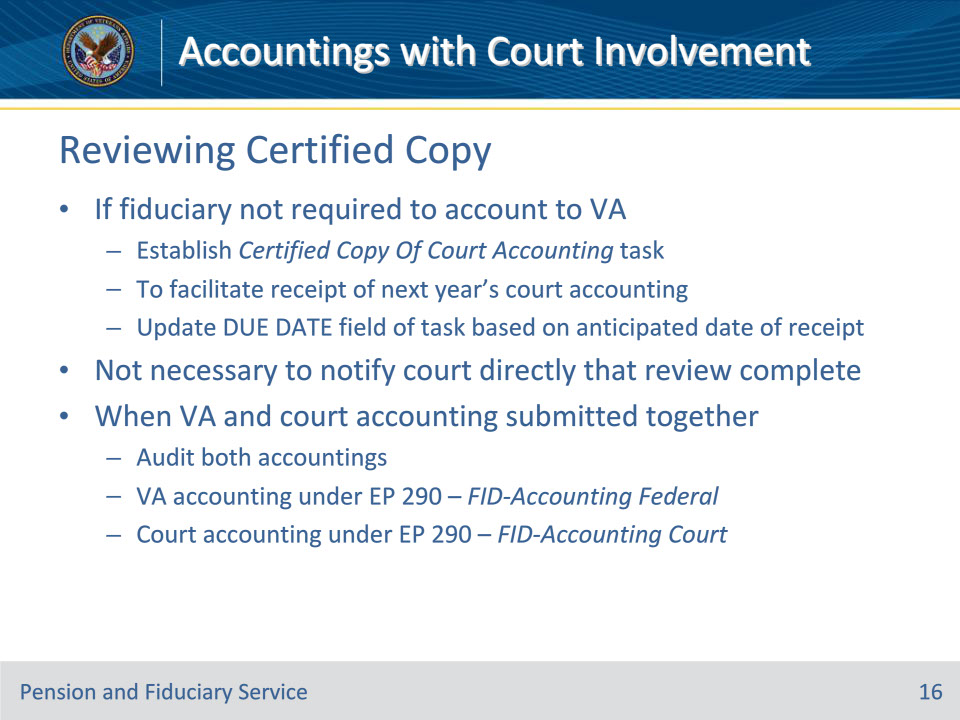 Accountings with Court Involvement
Reviewing Certified Copy
• If fiduciary not required to account to VA
– Establish Certified Copy Of Court Accounting task
– To facilitate receipt of next year’s court accounting
– Update DUE DATE field of task based on anticipated date of receipt
• Not necessary to notify court directly that review complete
• When VA and court accounting submitted together
– Audit both accountings
– VA accounting under EP 290 – FID-Accounting Federal
– Court accounting under EP 290 – FID-Accounting Court
Pension and Fiduciary Service
16